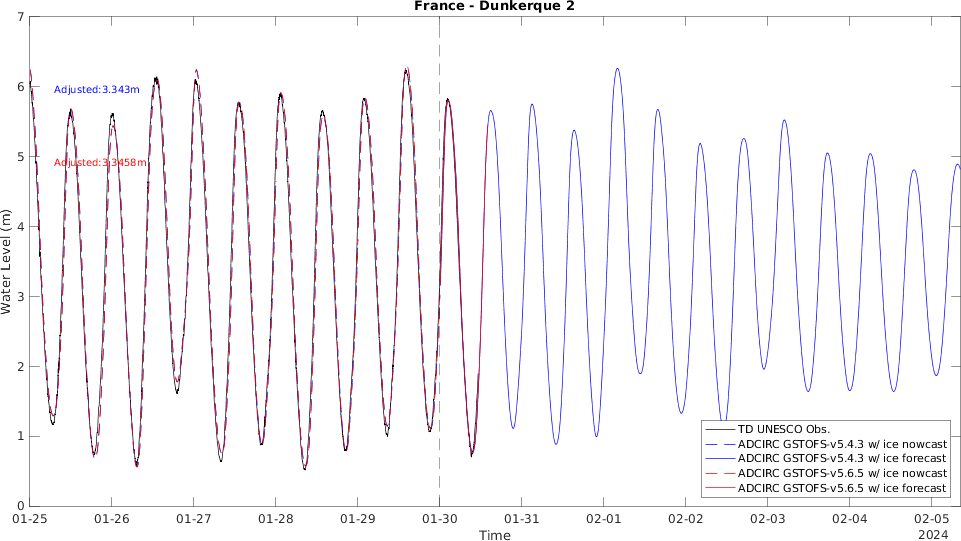 France - Dunkerque 2
7
6
5
4
3
2
1
0
Water Level (m)
Adjusted:3.343m
Adjusted:3.3458m
TD UNESCO Obs.
ADCIRC GSTOFS-v5.4.3 w/ ice nowcast
ADCIRC GSTOFS-v5.4.3 w/ ice forecast
ADCIRC GSTOFS-v5.6.5 w/ ice nowcast
ADCIRC GSTOFS-v5.6.5 w/ ice forecast
01-25 01-26 01-27 01-28 01-29 01-30 01-31 02-01 02-02 02-03 02-04 02-05
Time
2024